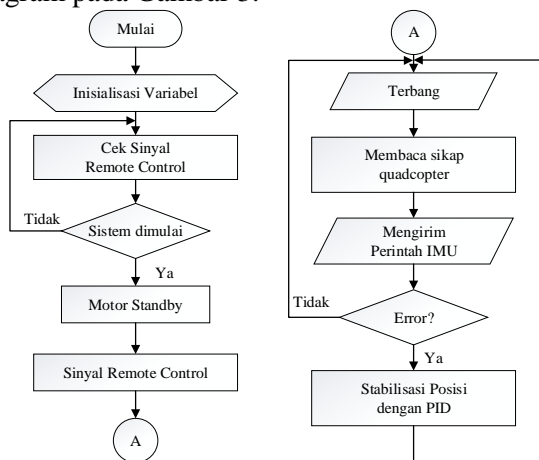 pada Gambar 3.
Mulai
Inisialisasi Variabel
Cek Sinyal
Remote Control
Tidak
Sistem dimulai
Ya
Motor Standby
Sinyal Remote Control
A
A
Terbang
Membaca sikap
quadcopter
Mengirim
Perintah IMU
Tidak
Error?
Ya
Stabilisasi Posisi
dengan PID